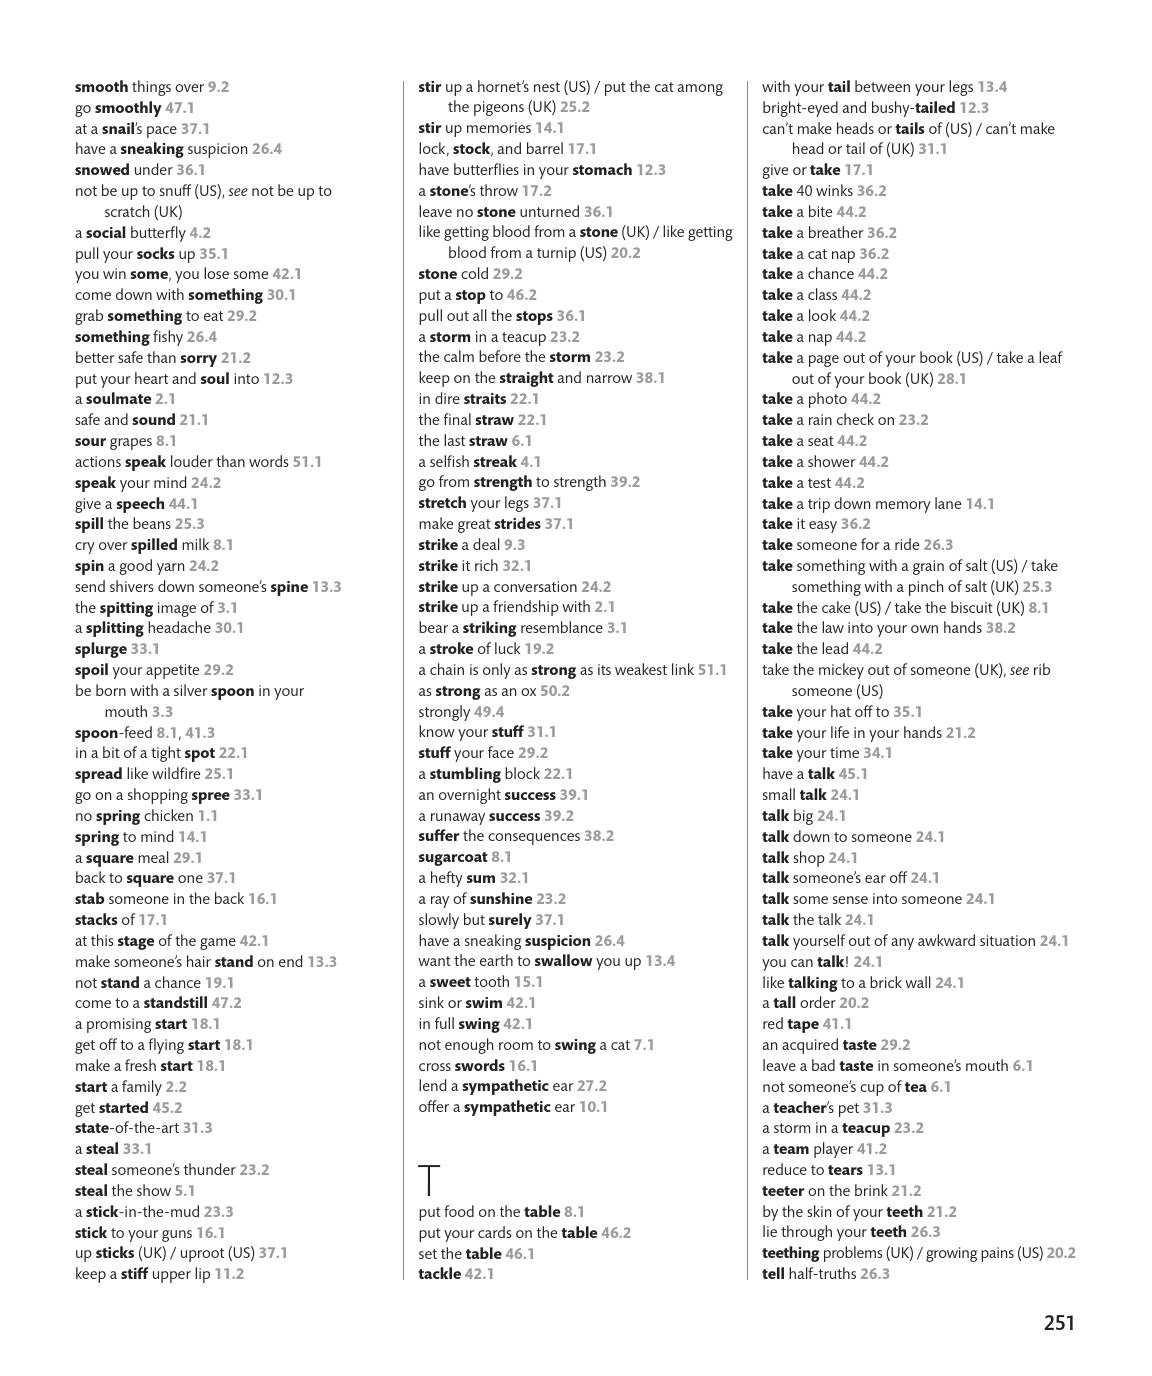 smooth things over 9.2
go smoothly 47.1
at a snail's pace 37.1
have a sneaking suspicion 26.4
snowed under 36.1
not be up to snuff (US), see not be up to
scratch (UK)
a social butterfly 4.2
pull your socks up 35.1
you win some, you lose some 42.1
come down with something 30.1
grab something to eat 29.2
something fishy 26.4
better safe than sorry 21.2
put your heart and soul into 12.3
a soulmate 2.1
safe and sound 21.1
sour grapes 8.1
actions speak louder than words 51.1
speak your mind 24.2
give a speech 44.1
spill the beans 25.3
cry over spilled milk 8.1
spin a good yarn 24.2
send shivers down someone's spine 13.3
the spitting image of 3.1
a splitting headache 30.1
splurge 33.1
spoil your appetite 29.2
be born with a silver spoon in your
mouth 3.3
spoon-feed 8.1, 41.3
in a bit of a tight spot 22.1
spread like wildfire 25.1
go on a shopping spree 33.1
no spring chicken 1.1
spring to mind 14.1
a square meal 29.1
back to square one 37.1
stab someone in the back 16.1
stacks of 17.1
at this stage of the game 42.1
make someone's hair stand on end 13.3
not stand a chance 19.1
come to a standstill 47.2
a promising start 18.1
get off to a flying start 18.1
make a fresh start 18.1
start a family 2.2
get started 45.2
state-of-the-art 31.3
a steal 33.1
steal someone's thunder 23.2
steal the show 5.1
a stick-in-the-mud 23.3
stick to your guns 16.1
up sticks (UK) / uproot (US) 37.1
keep a stiff upper lip 11.2
stir up a hornet's nest (US) / put the cat among
the pigeons (UK) 25.2
stir up memories 14.1
lock, stock, and barrel 17.1
have butterflies in your stomach 12.3
a stone's throw 17.2
leave no stone unturned 36.1
like getting blood from a stone (UK) / like getting
blood from a turnip (US) 20.2
stone cold 29.2
put a stop to 46.2
pull out all the stops 36.1
a storm in a teacup 23.2
the calm before the storm 23.2
keep on the straight and narrow 38.1
in dire straits 22.1
the final straw 22.1
the last straw 6.1
a selfish streak 4.1
go from strength to strength 39.2
stretch your legs 37.1
make great strides 37.1
strike a deal 9.3
strike it rich 32.1
strike up a conversation 24.2
strike up a friendship with 2.1
bear a striking resemblance 3.1
a stroke of luck 19.2
a chain is only as strong as its weakest link 51.1
as strong as an ox 50.2
strongly 49.4
know your stuff 31.1
stuff your face 29.2
a stumbling block 22.1
an overnight success 39.1
a runaway success 39.2
suffer the consequences 38.2
sugarcoat 8.1
a hefty sum 32.1
a ray of sunshine 23.2
slowly but surely 37.1
have a sneaking suspicion 26.4
want the earth to swallow you up 13.4
a sweet tooth 15.1
sink or swim 42.1
in full swing 42.1
not enough room to swing a cat 7.1
cross swords 16.1
lend a sympathetic ear 27.2
offer a sympathetic ear 10.1
T
put food on the table 8.1
put your cards on the table 46.2
set the table 46.1
tackle 42.1
with your tail between your legs 13.4
bright-eyed and bushy-tailed 12.3
can't make heads or tails of (US) / can't make
head or tail of (UK) 31.1
give or take 17.1
take 40 winks 36.2
take a bite 44.2
take a breather 36.2
take a cat nap 36.2
take a chance 44.2
take a class 44.2
take a look 44.2
take a nap 44.2
take a page out of your book (US) / take a leaf
out of your book (UK) 28.1
take a photo 44.2
take a rain check on 23.2
take a seat 44.2
take a shower 44.2
take a test 44.2
take a trip down memory lane 14.1
take it easy 36.2
take someone for a ride 26.3
take something with a grain of salt (US) / take
something with a pinch of salt (UK) 25.3
take the cake (US) / take the biscuit (UK) 8.1
take the law into your own hands 38.2
take the lead 44.2
take the mickey out of someone (UK), see rib
someone (US)
take your hat off to 35.1
take your life in your hands 21.2
take your time 34.1
have a talk 45.1
small talk 24.1
talk big 24.1
talk down to someone 24.1
talk shop 24.1
talk someone's ear off 24.1
talk some sense into someone 24.1
talk the talk 24.1
talk yourself out of any awkward situation 24.1
you can talk! 24.1
like talking to a brick wall 24.1
a tall order 20.2
red tape 41.1
an acquired taste 29.2
leave a bad taste in someone's mouth 6.1
not someone's cup of tea 6.1
a teacher's pet 31.3
a storm in a teacup 23.2
a team player 41.2
reduce to tears 13.1
teeter on the brink 21.2
by the skin of your teeth 21.2
lie through your teeth 26.3
teething problems (UK) / growing pains (US) 20.2
tell half-truths 26.3
251